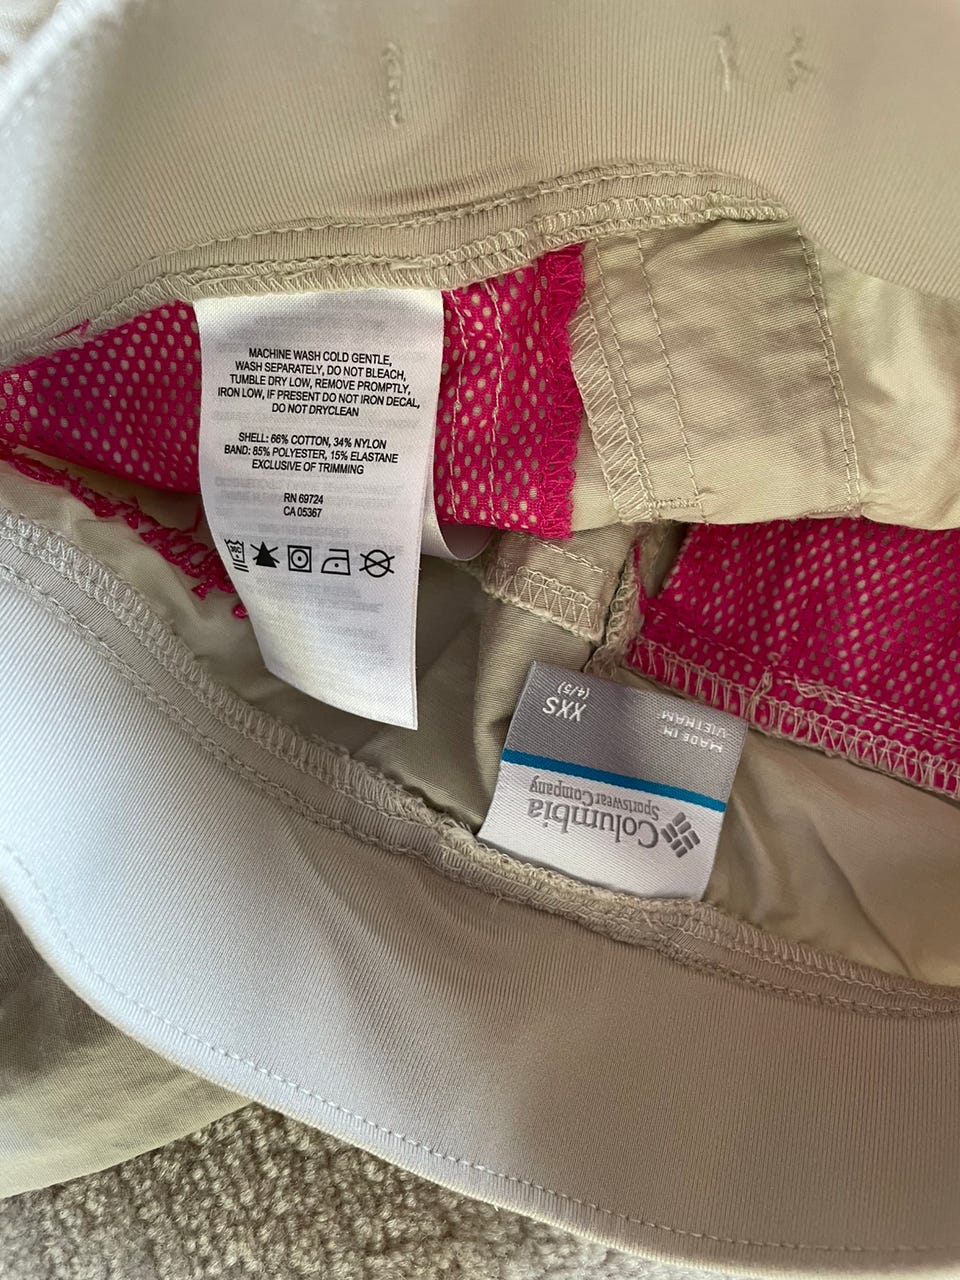 MACHINE WASH COLD GENTLE,
WASH SEPARATELY, DO NOT BLEACH,
TUMBLE DRY LOW, REMOVE PROMPTLY,
IRON LOW, IF PRESENT DO NOT IRON DECAL,
DO NOT DRYCLEAN
SHELL: 66% COTTON, 34% NYLON
BAND: 85% POLYESTER, 15% ELASTANE
EXCLUSIVE OF TRIMMING
RN 69724
CA 05367
30C
Columbia
Sportswear Company
XXS
(4/5)
MADE IN
VIETNAM